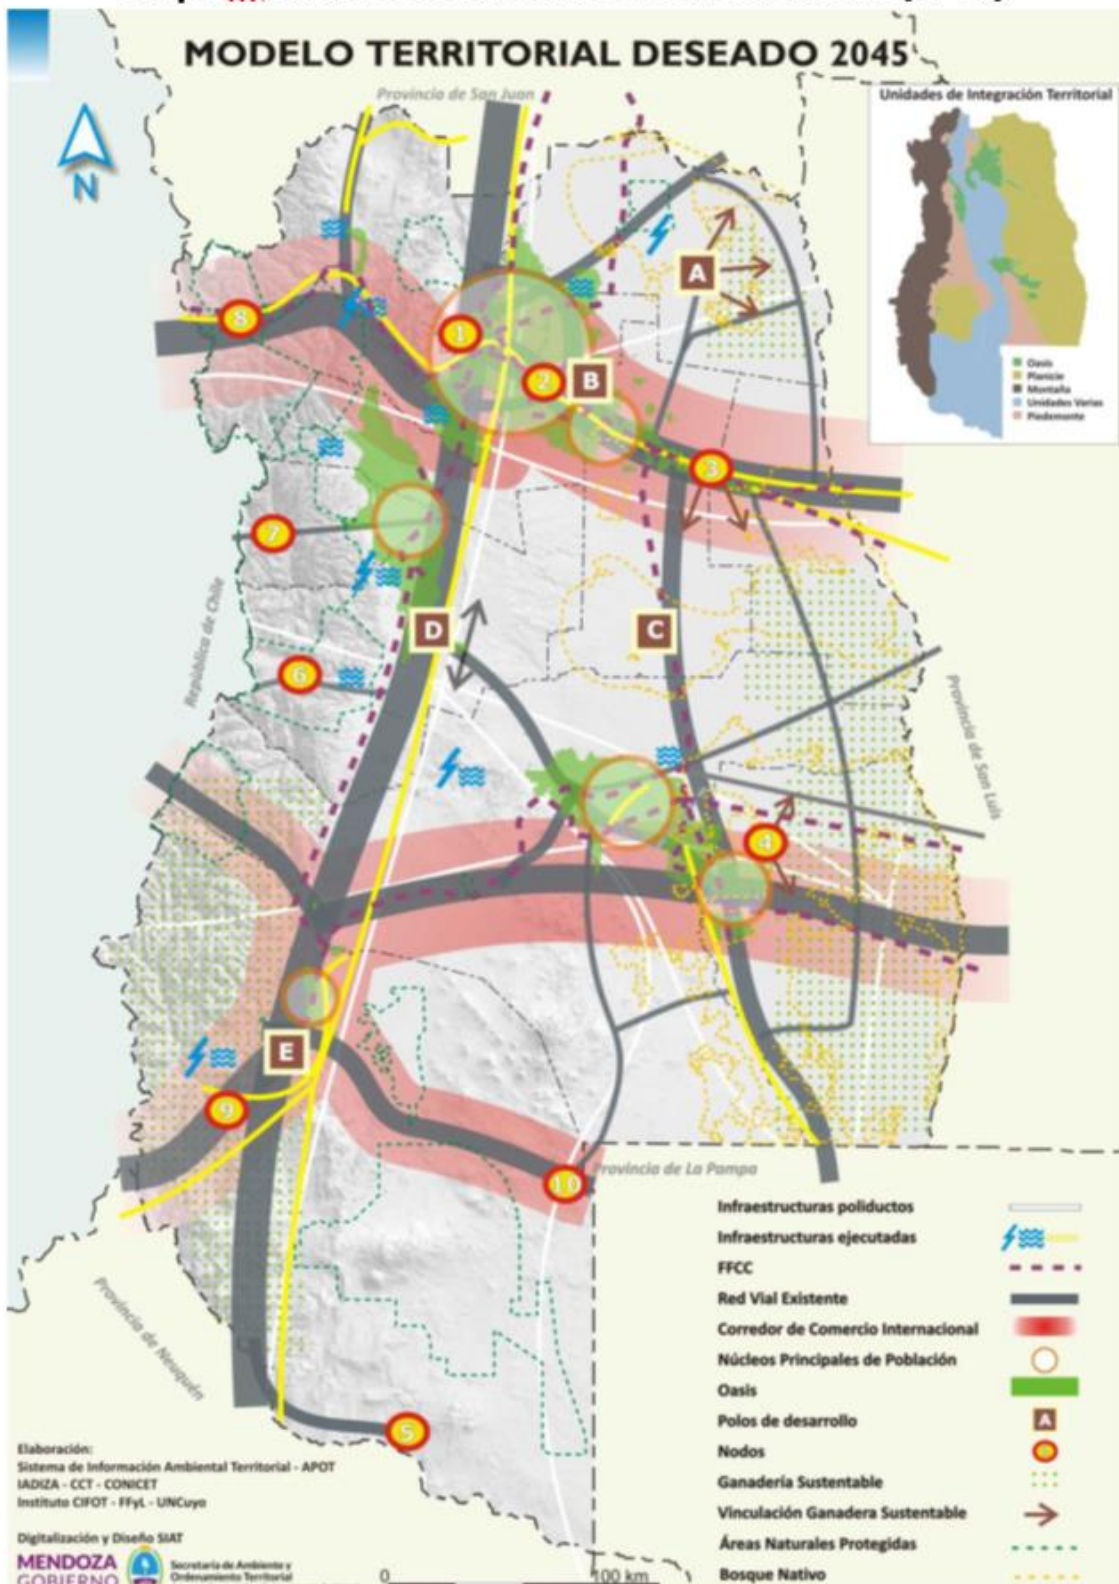 MODELO TERRITORIAL DESEADO 2045
Provincia de San Juan
Unidades de Integración Territorial
N
Oasis
Planicie
Montaña
Unidades Varias
Piedemonte
A
8
1
2
B
3
7
República de Chile
D
C
6
Provincia de San Luis
4
E
9
10
Provincia de La Pampa
Provincia de Neuquén
5
Infraestructuras poliductos
Infraestructuras ejecutadas
FFCC
Red Vial Existente
Corredor de Comercio Internacional
Núcleos Principales de Población
Oasis
Polos de desarrollo A
Nodos
Ganadería Sustentable
Vinculación Ganadera Sustentable
Áreas Naturales Protegidas
Bosque Nativo
Elaboración:
Sistema de Información Ambiental Territorial - APOT
IADIZA - CCT - CONICET
Instituto CIFOT - FFyL - UNCuyo
Digitalización y Diseño SIAT
MENDOZA
GOBIERNO
Secretaría de Ambiente y
Ordenamiento Territorial
0 100 km